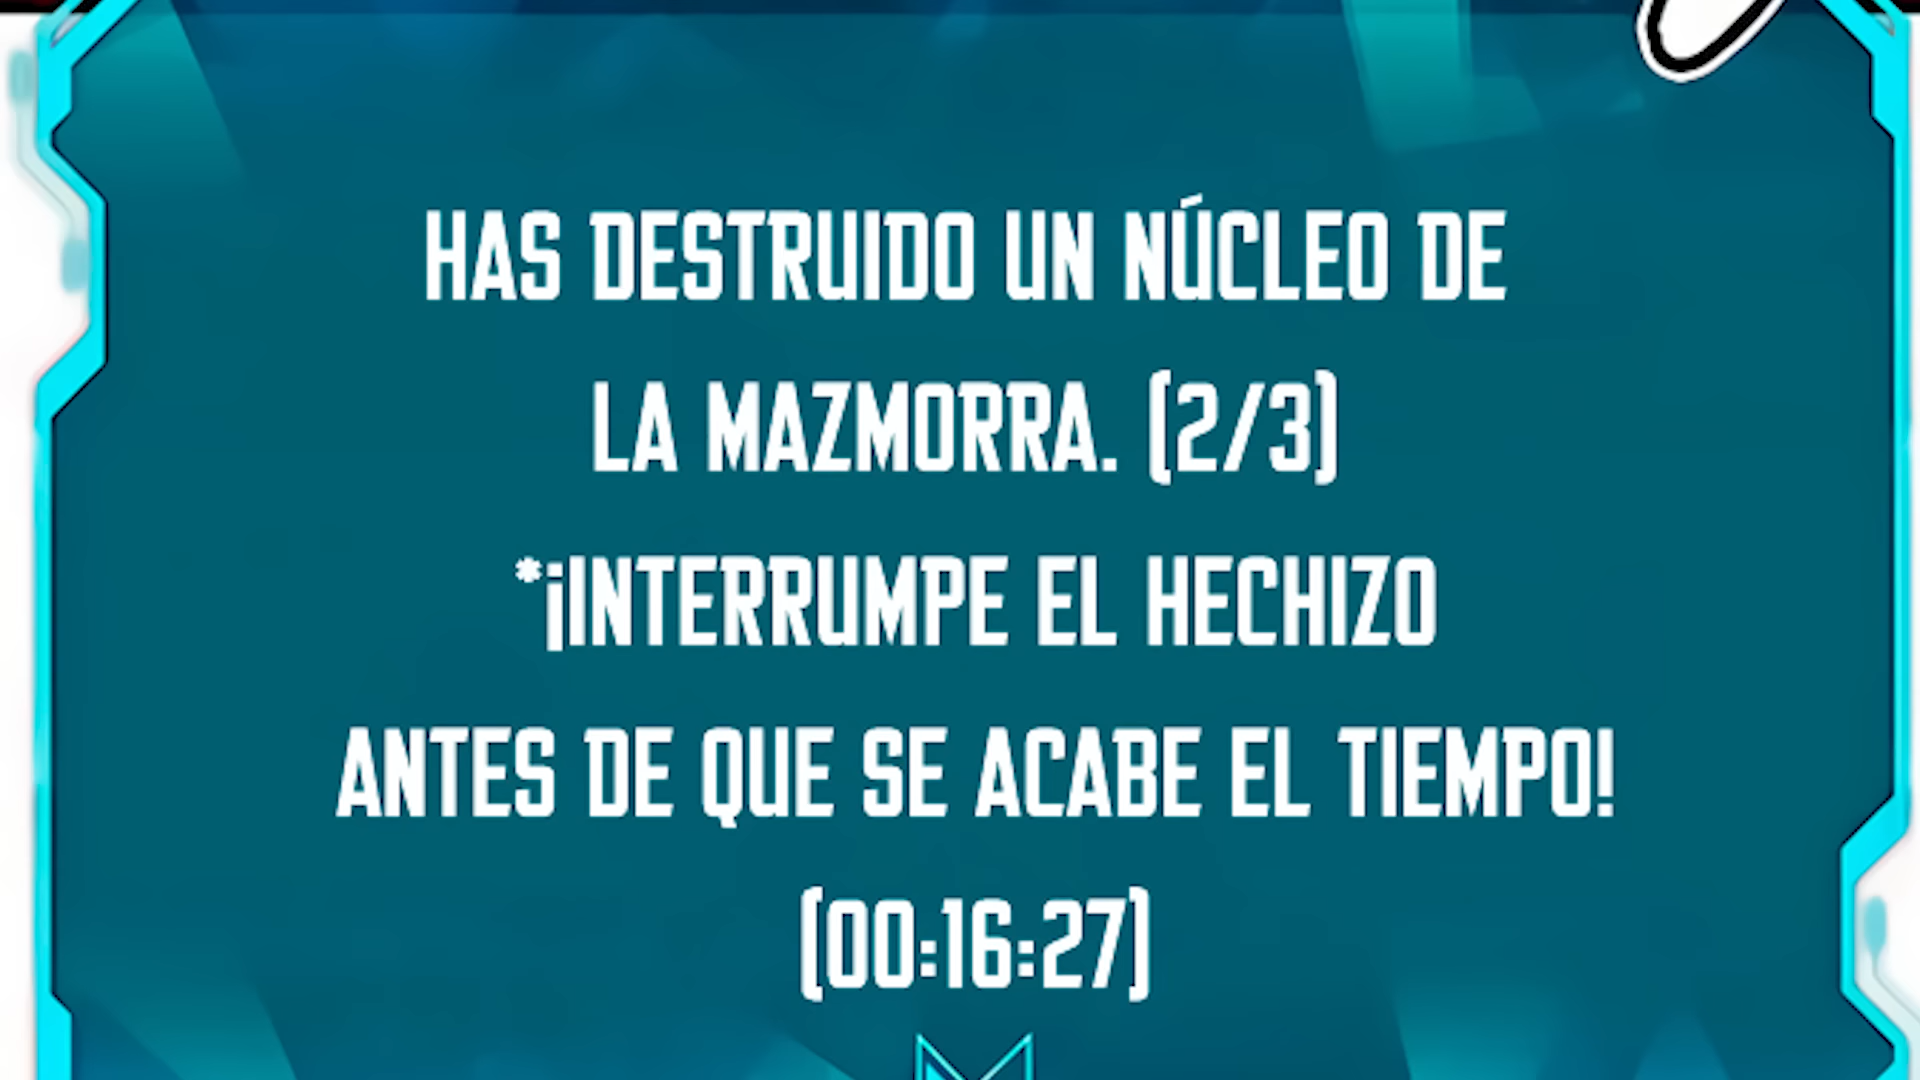 HAS DESTRUIDO UN NÚCLEO DE
LA MAZMORRA. (2/3)
*¡INTERRUMPE EL HECHIZO
ANTES DE QUE SE ACABE EL TIEMPO!
(00:16:27)